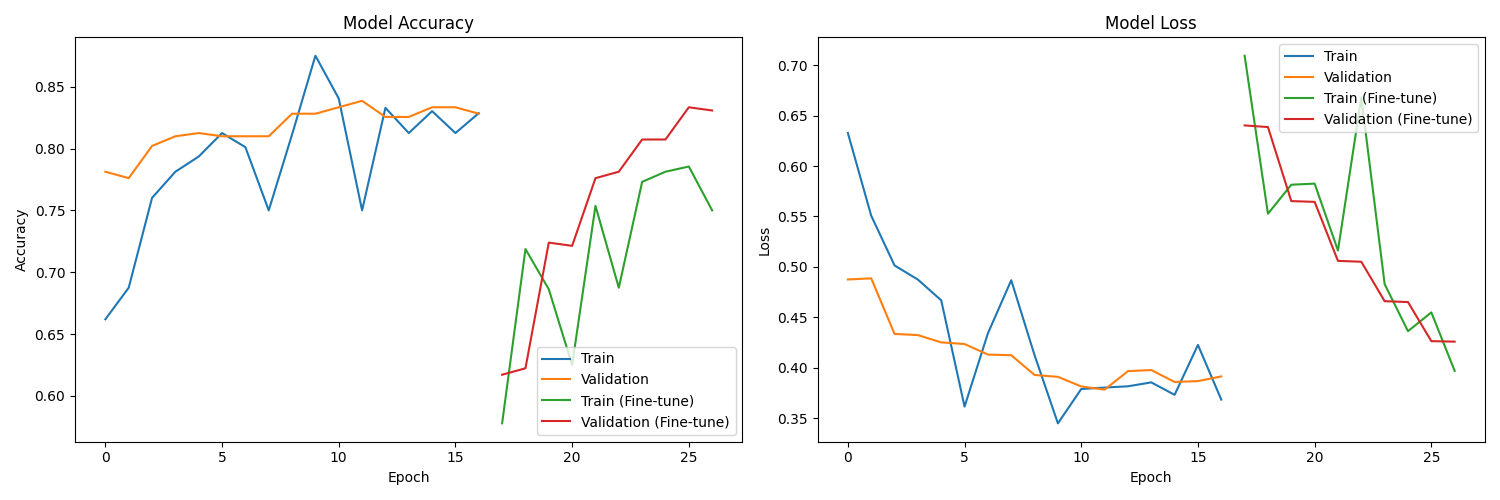 Model Accuracy
Accuracy
0.85
0.80
0.75
0.70
0.65
0.60
0
5
10
15
20
25
Epoch
Train
Validation
Train (Fine-tune)
Validation (Fine-tune)
Model Loss
Loss
0.70
0.65
0.60
0.55
0.50
0.45
0.40
0.35
0
5
10
15
20
25
Epoch
Train
Validation
Train (Fine-tune)
Validation (Fine-tune)